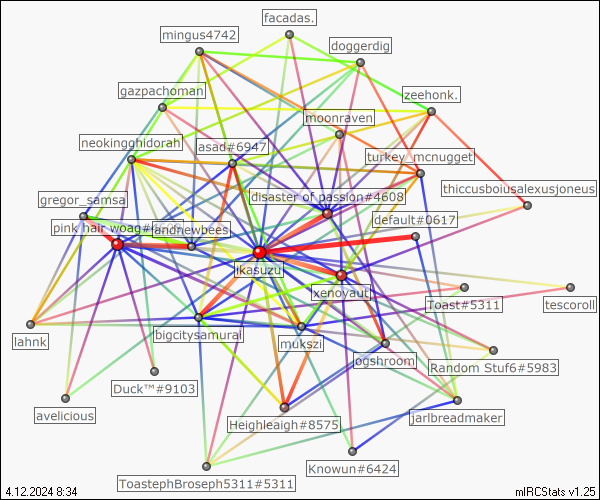 facadas.
mingus4742
doggerdig
gazpachoman
zeehonk.
moonraven
neokingghidorah
asad#6947
turkey_mcnugget
disaster of passion#4608
thiccusboiusalexusjoneus
gregor_samsa
default#0617
pink hair woag#
landnewbees
ikasuzu
xenoyaut
Toast#5311
tescoroll
lahnk
bigcitysamurai
mukszi
ogshroom
Random Stuf6#5983
Duck™#9103
avelicious
Heighleaigh#8575
jarlbreadmaker
Knowun#6424
ToastephBroseph5311#5311
4.12.2024 8:34
mIRCStats v1.25